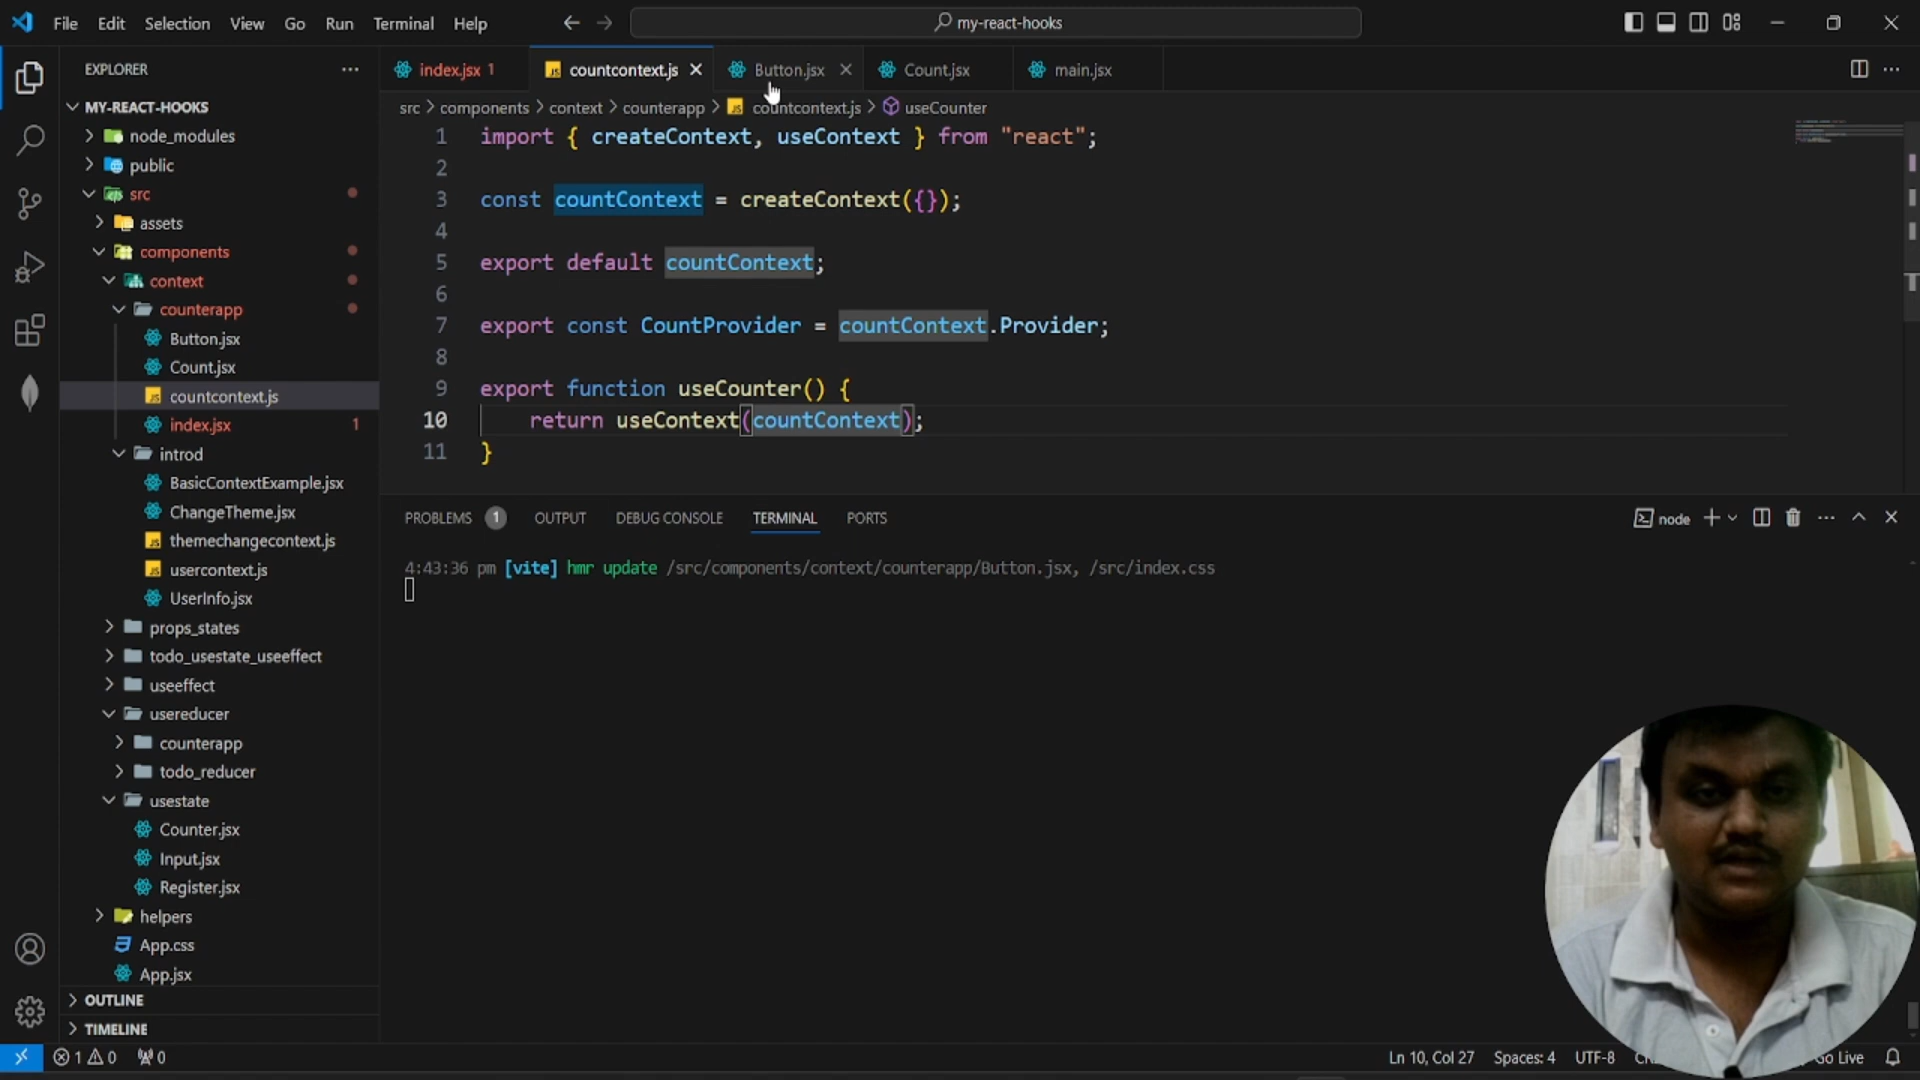 File Edit Selection View Go Run Terminal Help
my-react-hooks
EXPLORER
MY-REACT-HOOKS
node_modules
public
src
assets
components
context
counterapp
Button.jsx
Count.jsx
countcontext.js
index.jsx 1
introd
BasicContextExample.jsx
ChangeTheme.jsx
themechangecontext.js
usercontext.js
UserInfo.jsx
props_states
todo_usestate_useeffect
useeffect
usereducer
counterapp
todo_reducer
usestate
Counter.jsx
Input.jsx
Register.jsx
helpers
App.css
App.jsx
OUTLINE
TIMELINE
index.jsx 1 countcontext.js Button.jsx Count.jsx main.jsx
src > components > context > counterapp > countcontext.js > useCounter
1 import { createContext, useContext } from "react";
2
3 const countContext = createContext({});
4
5 export default countContext;
6
7 export const CountProvider = countContext.Provider;
8
9 export function useCounter() {
10 return useContext(countContext);
11 }
PROBLEMS 1 OUTPUT DEBUG CONSOLE TERMINAL PORTS
node
4:43:36 pm [vite] hmr update /src/components/context/counterapp/Button.jsx, /src/index.css
1 0 0
Ln 10, Col 27 Spaces: 4 UTF-8 Go Live